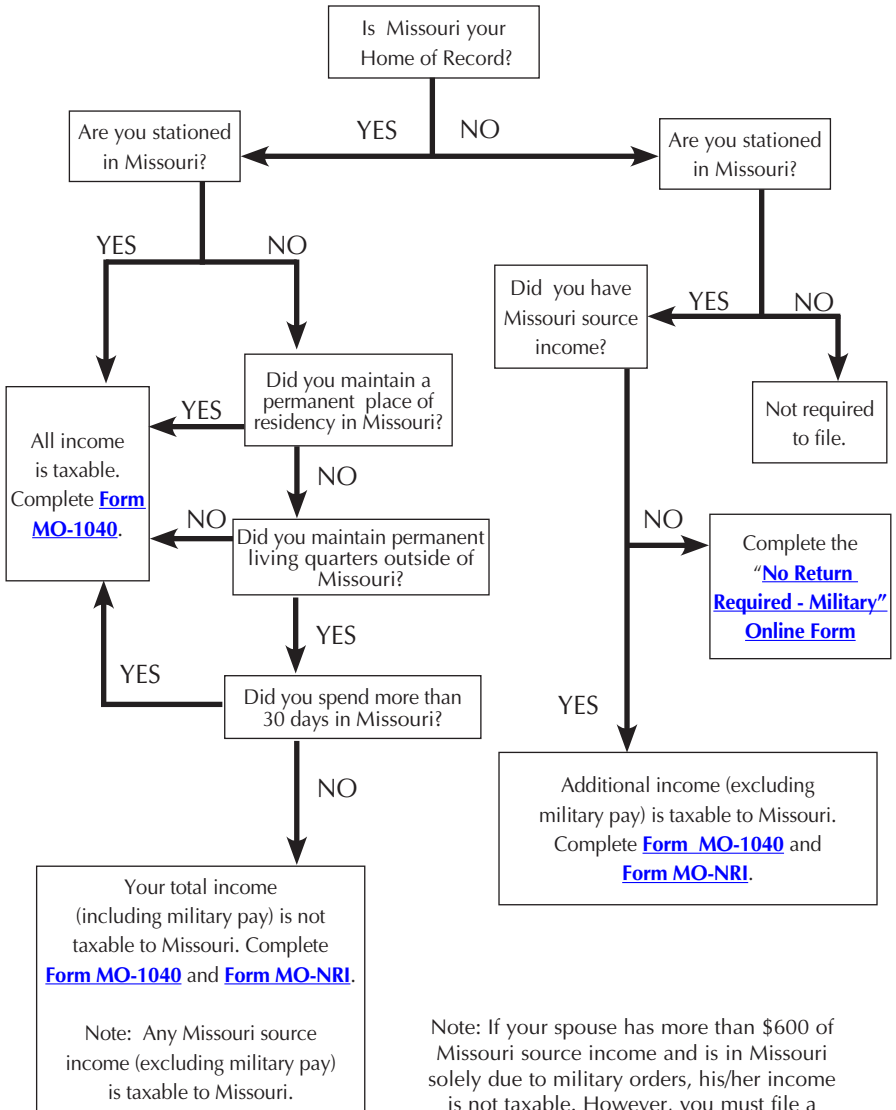 Is Missouri your
Home of Record?
YES
NO
Are you stationed
in Missouri?
Are you stationed
in Missouri?
YES
NO
Did you have
Missouri source
income?
YES
NO
Did you maintain a
permanent place of
residency in Missouri?
YES
All income
is taxable.
Complete Form
MO-1040.
Not required
to file.
NO
NO
Did you maintain permanent
living quarters outside of
Missouri?
NO
Complete the
“No Return
Required - Military”
Online Form
YES
YES
Did you spend more than
30 days in Missouri?
YES
NO
Additional income (excluding
military pay) is taxable to Missouri.
Complete Form MO-1040 and
Form MO-NRI.
Your total income
(including military pay) is not
taxable to Missouri. Complete
Form MO-1040 and Form MO-NRI.
Note: Any Missouri source
income (excluding military pay)
is taxable to Missouri.
Note: If your spouse has more than $600 of
Missouri source income and is in Missouri
solely due to military orders, his/her income
is not taxable. However, you must file a